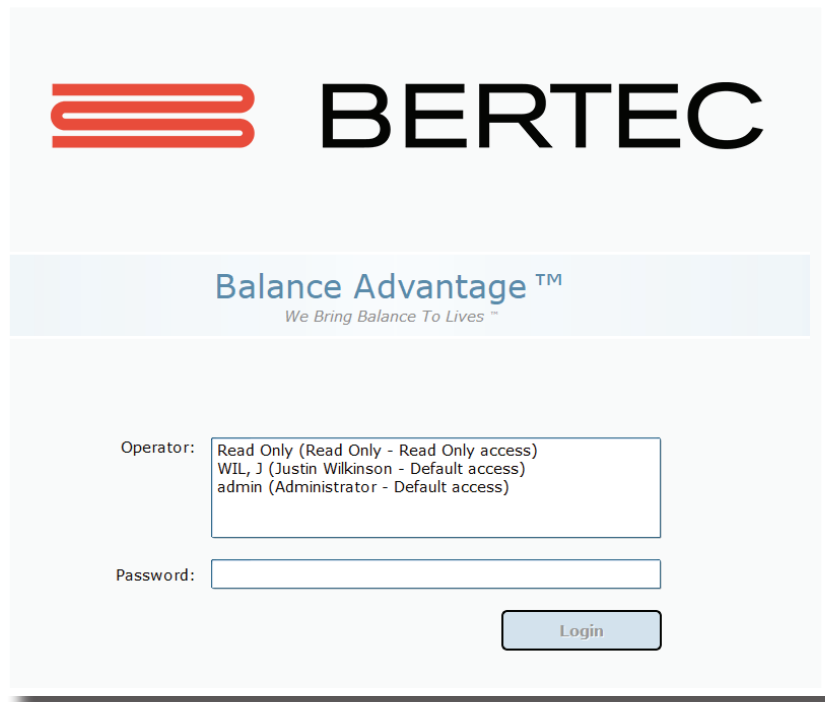 BERTEC
Balance Advantage ™
We Bring Balance To Lives ™
Operator:
Read Only (Read Only - Read Only access)
WIL, J (Justin Wilkinson - Default access)
admin (Administrator - Default access)
Password:
Login